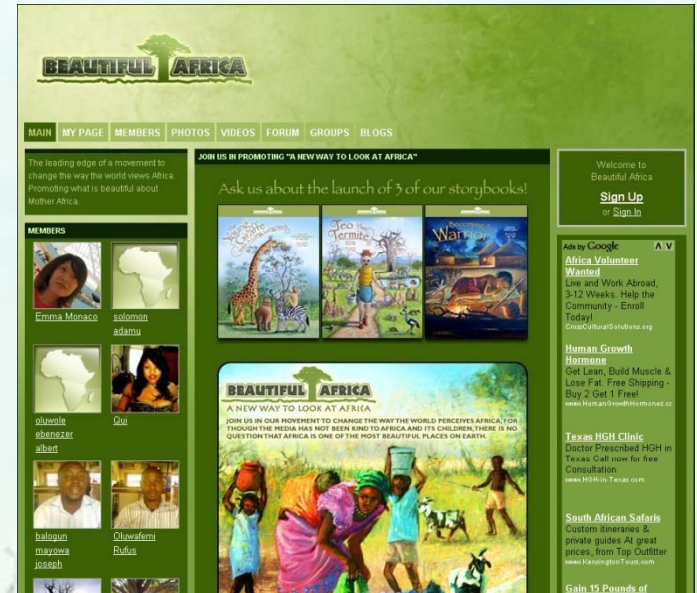 BEAUTIFUL AFRICA
MAIN MY PAGE MEMBERS PHOTOS VIDEOS FORUM GROUPS BLOGS
The leading edge of a movement to
change the way the world views Africa.
Promoting what is beautiful about
Mother Africa.
MEMBERS
Emma Monaco
solomon
adamu
oluwole
ebenezer
albert
Qui
balogun
mayowa
joseph
Oluwafemi
Rufus
JOIN US IN PROMOTING "A NEW WAY TO LOOK AT AFRICA"
Ask us about the launch of 3 of our storybooks!
Teo
Termite
Becoming a
Warrior
BEAUTIFUL AFRICA
A NEW WAY TO LOOK AT AFRICA
JOIN US IN OUR MOVEMENT TO CHANGE THE WAY THE WORLD PERCEIVES AFRICA, FOR
THOUGH THE MEDIA HAS NOT BEEN KIND TO AFRICA AND ITS CHILDREN, THERE IS NO
QUESTION THAT AFRICA IS ONE OF THE MOST BEAUTIFUL PLACES ON EARTH.
Welcome to
Beautiful Africa
Sign Up
or Sign In
Ads by Google
Africa Volunteer
Wanted
Live and Work Abroad,
3-12 Weeks. Help the
Community - Enroll
Today!
CrossCulturalSolutions.org
Human Growth
Hormone
Get Lean, Build Muscle &
Lose Fat. Free Shipping -
Buy 2 Get 1 Free!
www.HumanGrowthHormones.cc
Texas HGH Clinic
Doctor Prescribed HGH in
Texas Call now for free
Consultation
www.HGH-in-Texas.com
South African Safaris
Custom itineraries &
private guides At great
prices, from Top Outfitter
www.KensingtonTours.com
Gain 15 Pounds of